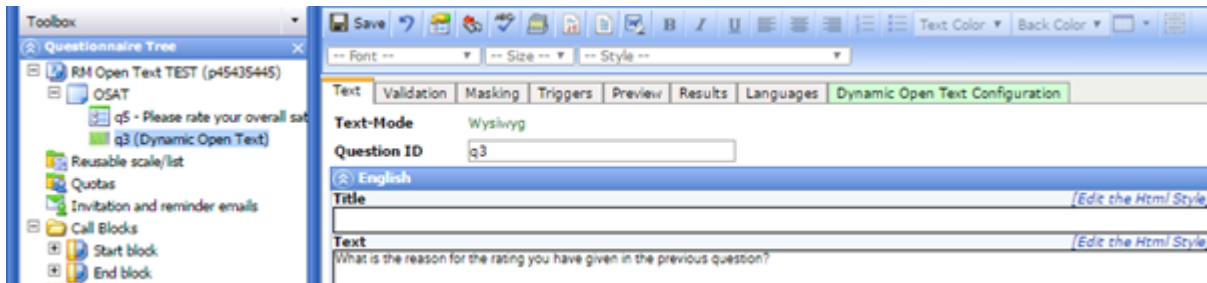 Toolbox
Questionnaire Tree
RM Open Text TEST (p45435445)
OSAT
q5 - Please rate your overall sat
q3 (Dynamic Open Text)
Reusable scale/list
Quotas
Invitation and reminder emails
Call Blocks
Start block
End block
Save B I U Text Color Back Color
-- Font -- -- Size -- -- Style --
Text Validation Masking Triggers Preview Results Languages Dynamic Open Text Configuration
Text-Mode Wysiwyg
Question ID q3
English
Title [Edit the Html Style
Text [Edit the Html Style
What is the reason for the rating you have given in the previous question?